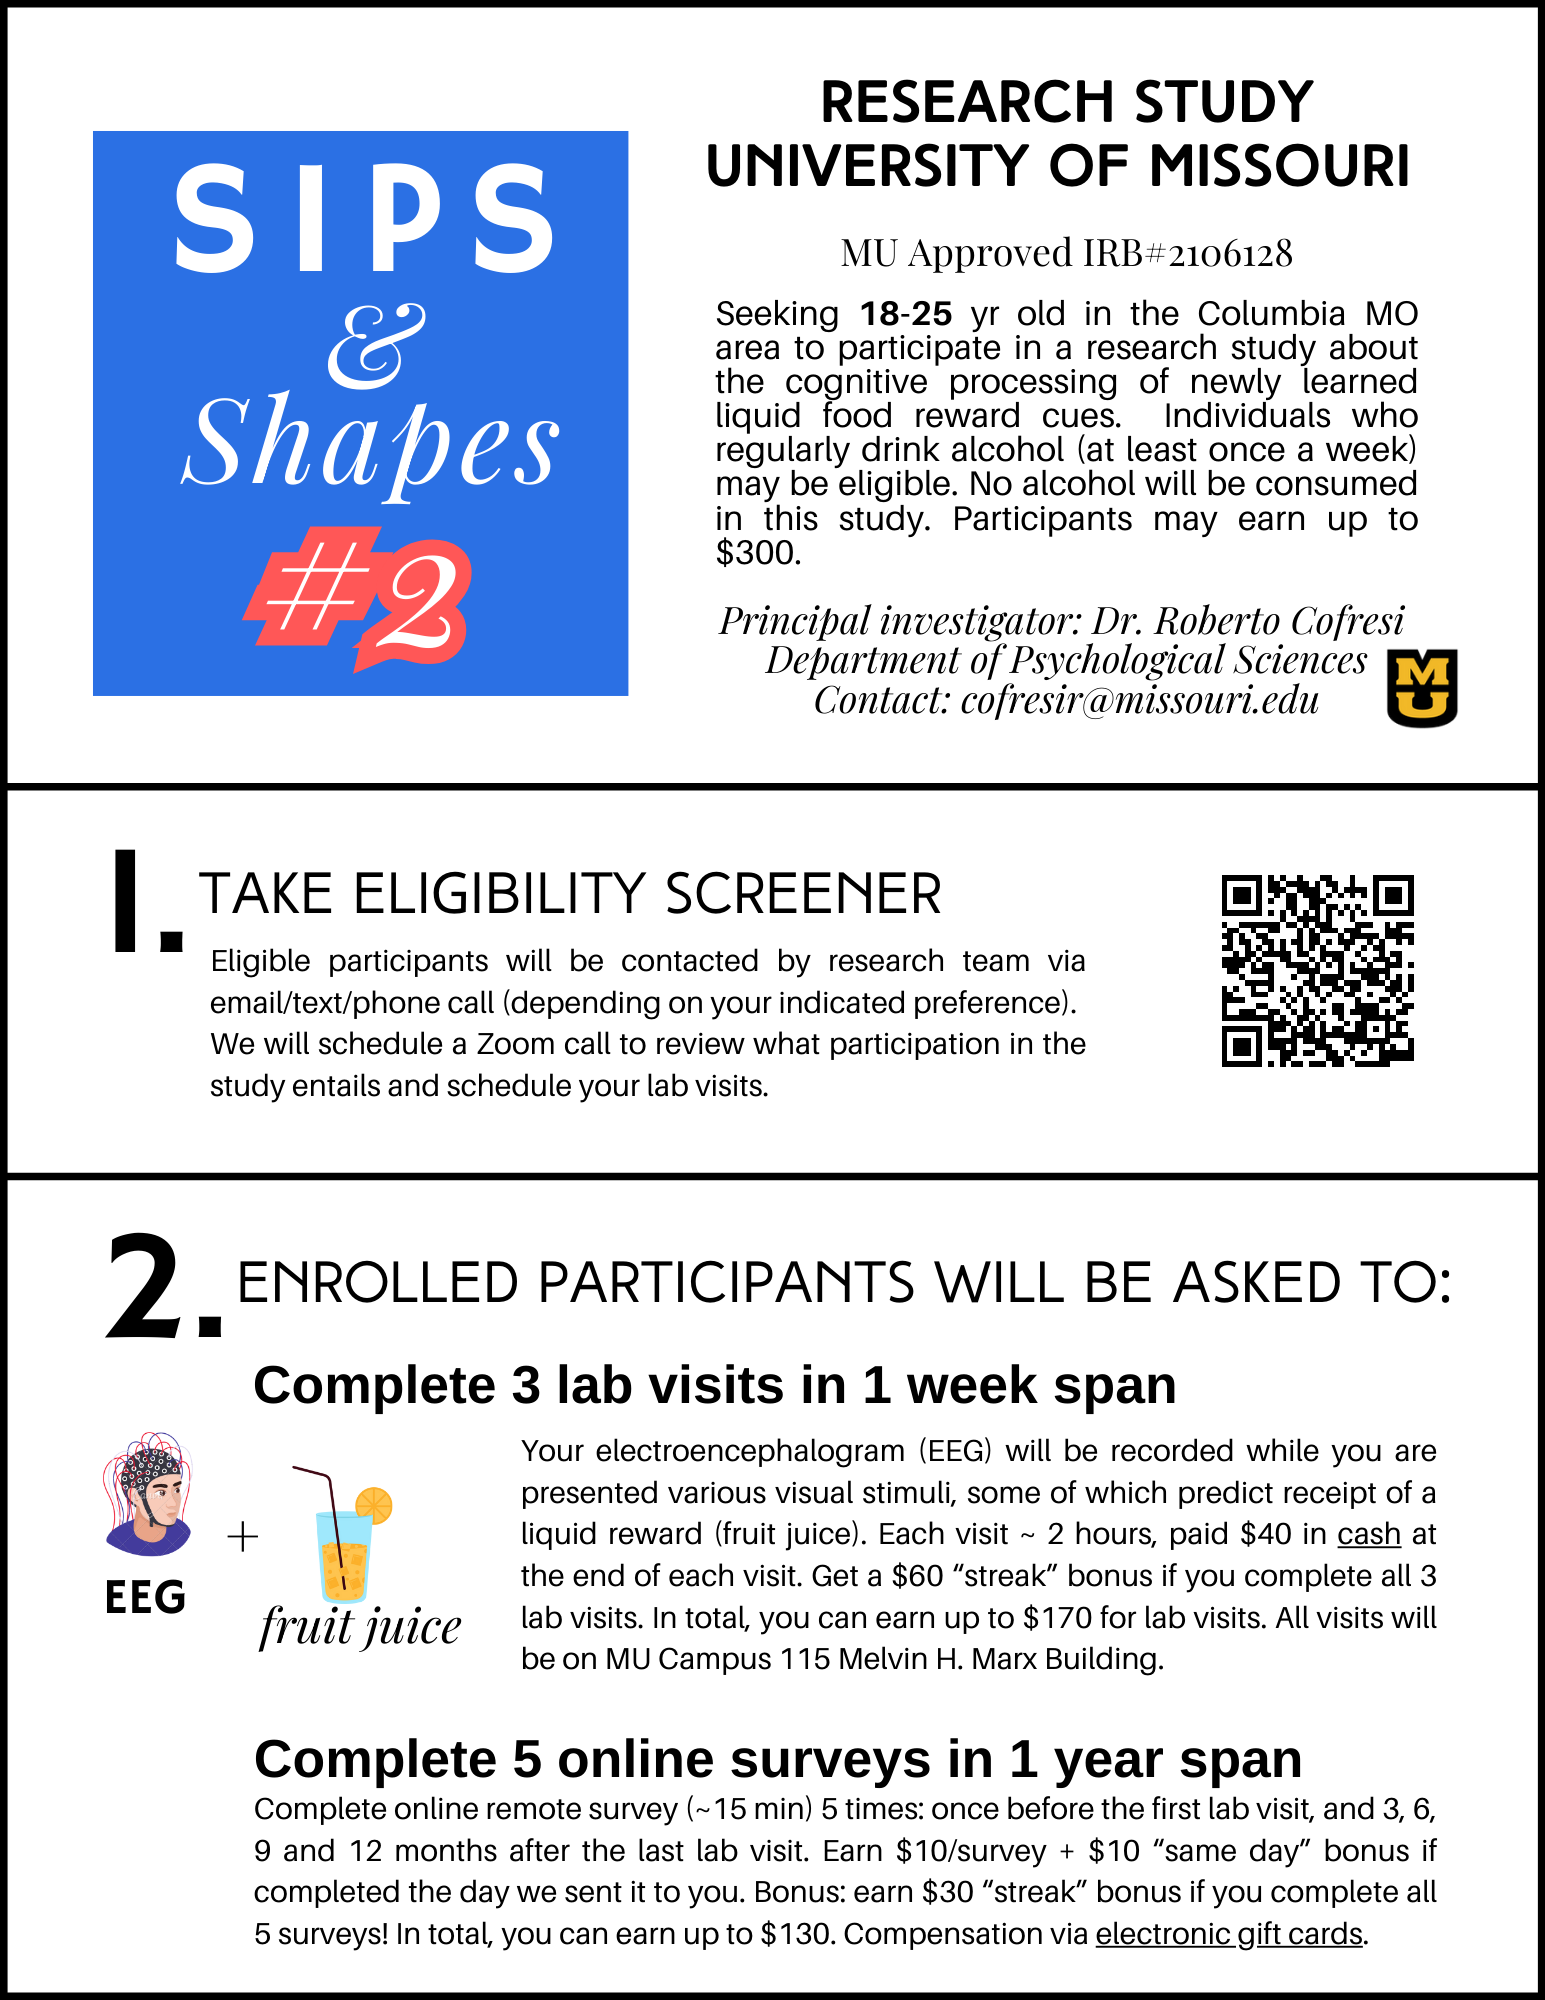 SIPS
&
Shapes
#2
RESEARCH STUDY
UNIVERSITY OF MISSOURI
MU Approved IRB#2106128
Seeking 18-25 yr old in the Columbia MO
area to participate in a research study about
the cognitive processing of newly learned
liquid food reward cues. Individuals who
regularly drink alcohol (at least once a week)
may be eligible. No alcohol will be consumed
in this study. Participants may earn up to
$300.
Principal investigator: Dr. Roberto Cofresi
Department of Psychological Sciences
Contact: cofresir@missouri.edu
MU
1. TAKE ELIGIBILITY SCREENER
Eligible participants will be contacted by research team via
email/text/phone call (depending on your indicated preference).
We will schedule a Zoom call to review what participation in the
study entails and schedule your lab visits.
2. ENROLLED PARTICIPANTS WILL BE ASKED TO:
Complete 3 lab visits in 1 week span
EEG
+
fruit juice
Your electroencephalogram (EEG) will be recorded while you are
presented various visual stimuli, some of which predict receipt of a
liquid reward (fruit juice). Each visit ~ 2 hours, paid $40 in cash at
the end of each visit. Get a $60 “streak” bonus if you complete all 3
lab visits. In total, you can earn up to $170 for lab visits. All visits will
be on MU Campus 115 Melvin H. Marx Building.
Complete 5 online surveys in 1 year span
Complete online remote survey (~15 min) 5 times: once before the first lab visit, and 3, 6,
9 and 12 months after the last lab visit. Earn $10/survey + $10 “same day” bonus if
completed the day we sent it to you. Bonus: earn $30 “streak” bonus if you complete all
5 surveys! In total, you can earn up to $130. Compensation via electronic gift cards.